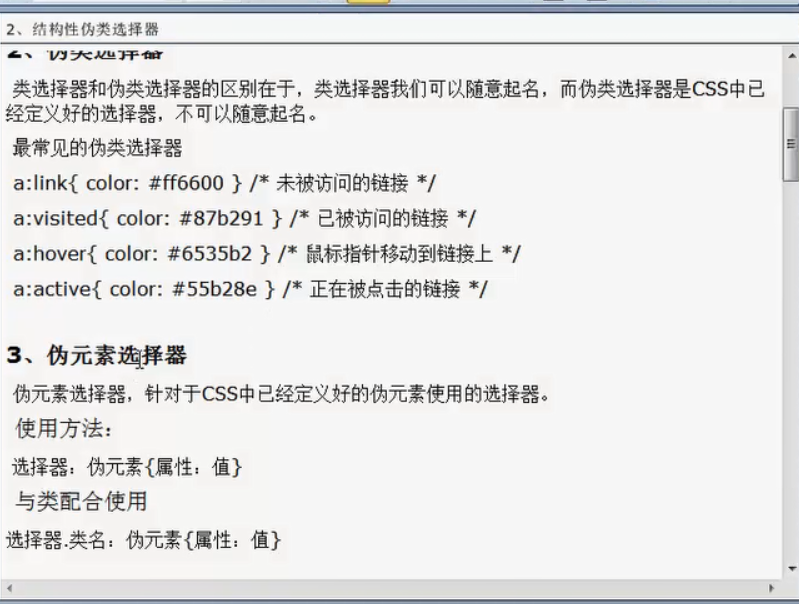 2、结构性伪类选择器
2、伪类选择器
类选择器和伪类选择器的区别在于，类选择器我们可以随意起名，而伪类选择器是CSS中已
经定义好的选择器，不可以随意起名。
最常见的伪类选择器
a:link{ color: #ff6600 } /* 未被访问的链接 */
a:visited{ color: #87b291 } /* 已被访问的链接 */
a:hover{ color: #6535b2 } /* 鼠标指针移动到链接上 */
a:active{ color: #55b28e } /* 正在被点击的链接 */
3、伪元素选择器
伪元素选择器，针对于CSS中已经定义好的伪元素使用的选择器。
使用方法：
选择器：伪元素{属性：值}
与类配合使用
选择器.类名：伪元素{属性：值}